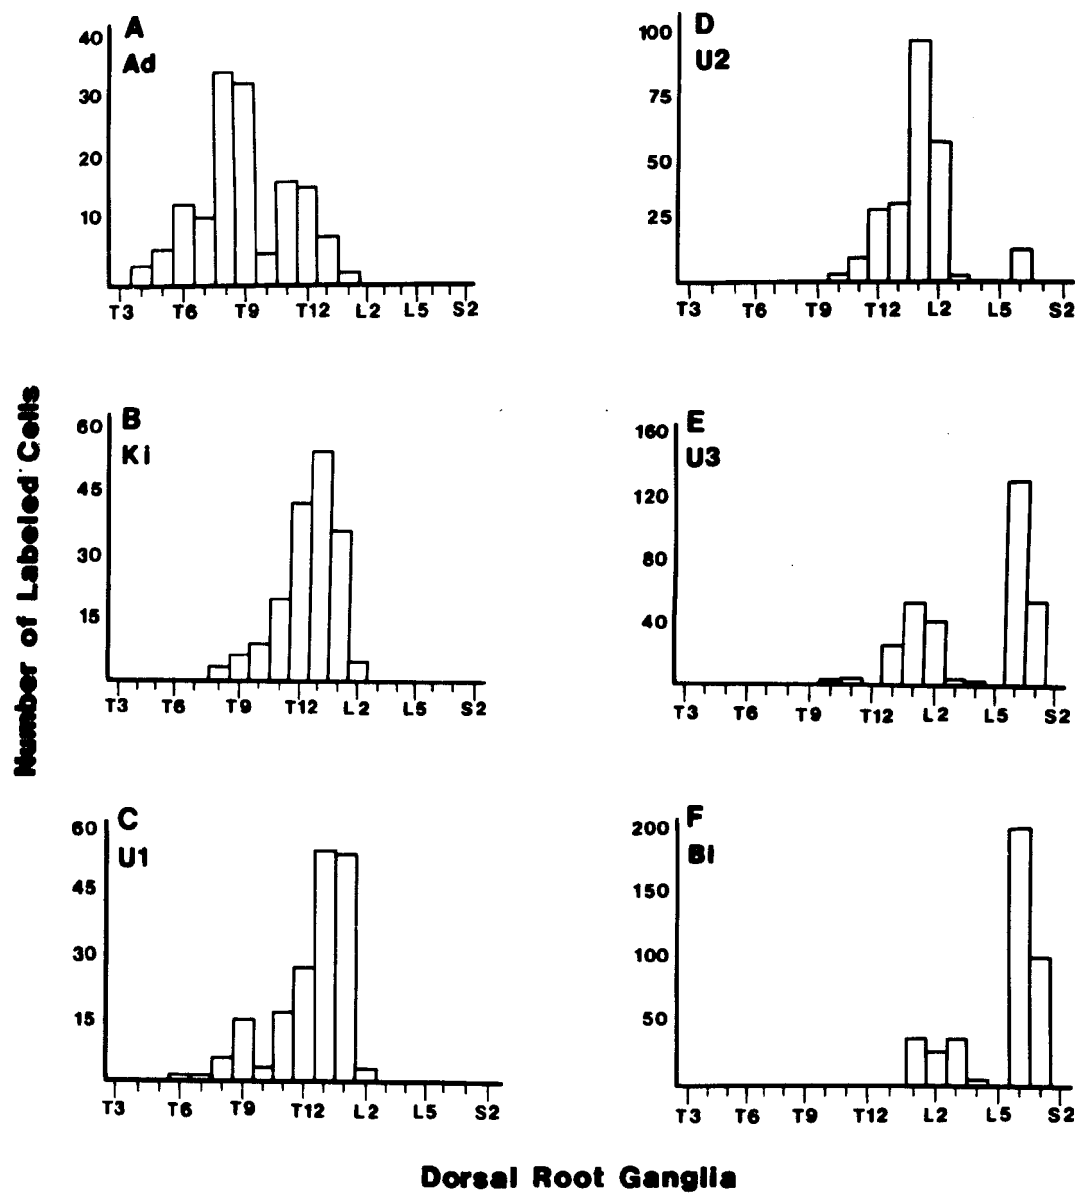 Number of Labeled Cells
A
Ad
40
30
20
10
T3 T6 T9 T12 L2 L5 S2
B
Ki
60
45
30
15
T3 T6 T9 T12 L2 L5 S2
C
U1
60
45
30
15
T3 T6 T9 T12 L2 L5 S2
D
U2
100
75
50
25
T3 T6 T9 T12 L2 L5 S2
E
U3
160
120
80
40
T3 T6 T9 T12 L2 L5 S2
F
Bl
200
150
100
50
T3 T6 T9 T12 L2 L5 S2
Dorsal Root Ganglia